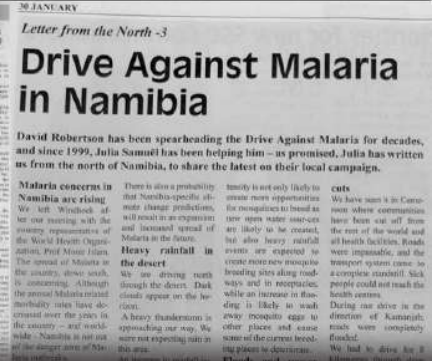 30 JANUARY
Letter from the North -3
Drive Against Malaria
in Namibia
David Robertson has been spearheading the Drive Against Malaria for decades,
and since 1999, Julia Samuël has been helping him – as promised, Julia has written
us from the north of Namibia, to share the latest on their local campaign.
Malaria concerns in
Namibia are rising
We left Windhoek af-
ter our meeting with the
country representative of
the World Health Organi-
zation, Prof Monir Islam.
The spread of Malaria in
the country, down south,
is concerning. Although
the annual Malaria related
morbidity rates have de-
creased over the years in
the country – and world-
wide – Namibia is not out
of the danger zone of Ma-
There is also a probability
that Namibia-specific cli-
mate change predictions,
will result in an expansion
and increased spread of
Malaria in the future.
Heavy rainfall in
the desert
We are driving north
through the desert. Dark
clouds appear on the ho-
rizon.
A heavy thunderstorm is
approaching our way. We
were not expecting rain in
this area.
tensity is not only likely to
create more opportunities
for mosquitoes to breed as
new open water sources
are likely to be created,
but also heavy rainfall
events are expected to
create more new mosquito
breeding sites along road-
ways and in receptacles,
while an increase in floo-
ding is likely to wash
away mosquito eggs to
other places and cause
some of the current breed-
ing places to deteriorate.
cuts
We have seen it in Came-
roon where communities
have been cut off from
the rest of the world and
all health facilities. Roads
were impassable, and the
transport system came to
a complete standstill. Sick
people could not reach the
health centres.
During our drive in the
direction of Kamanjab,
roads were completely
flooded.
We had to drive for 8